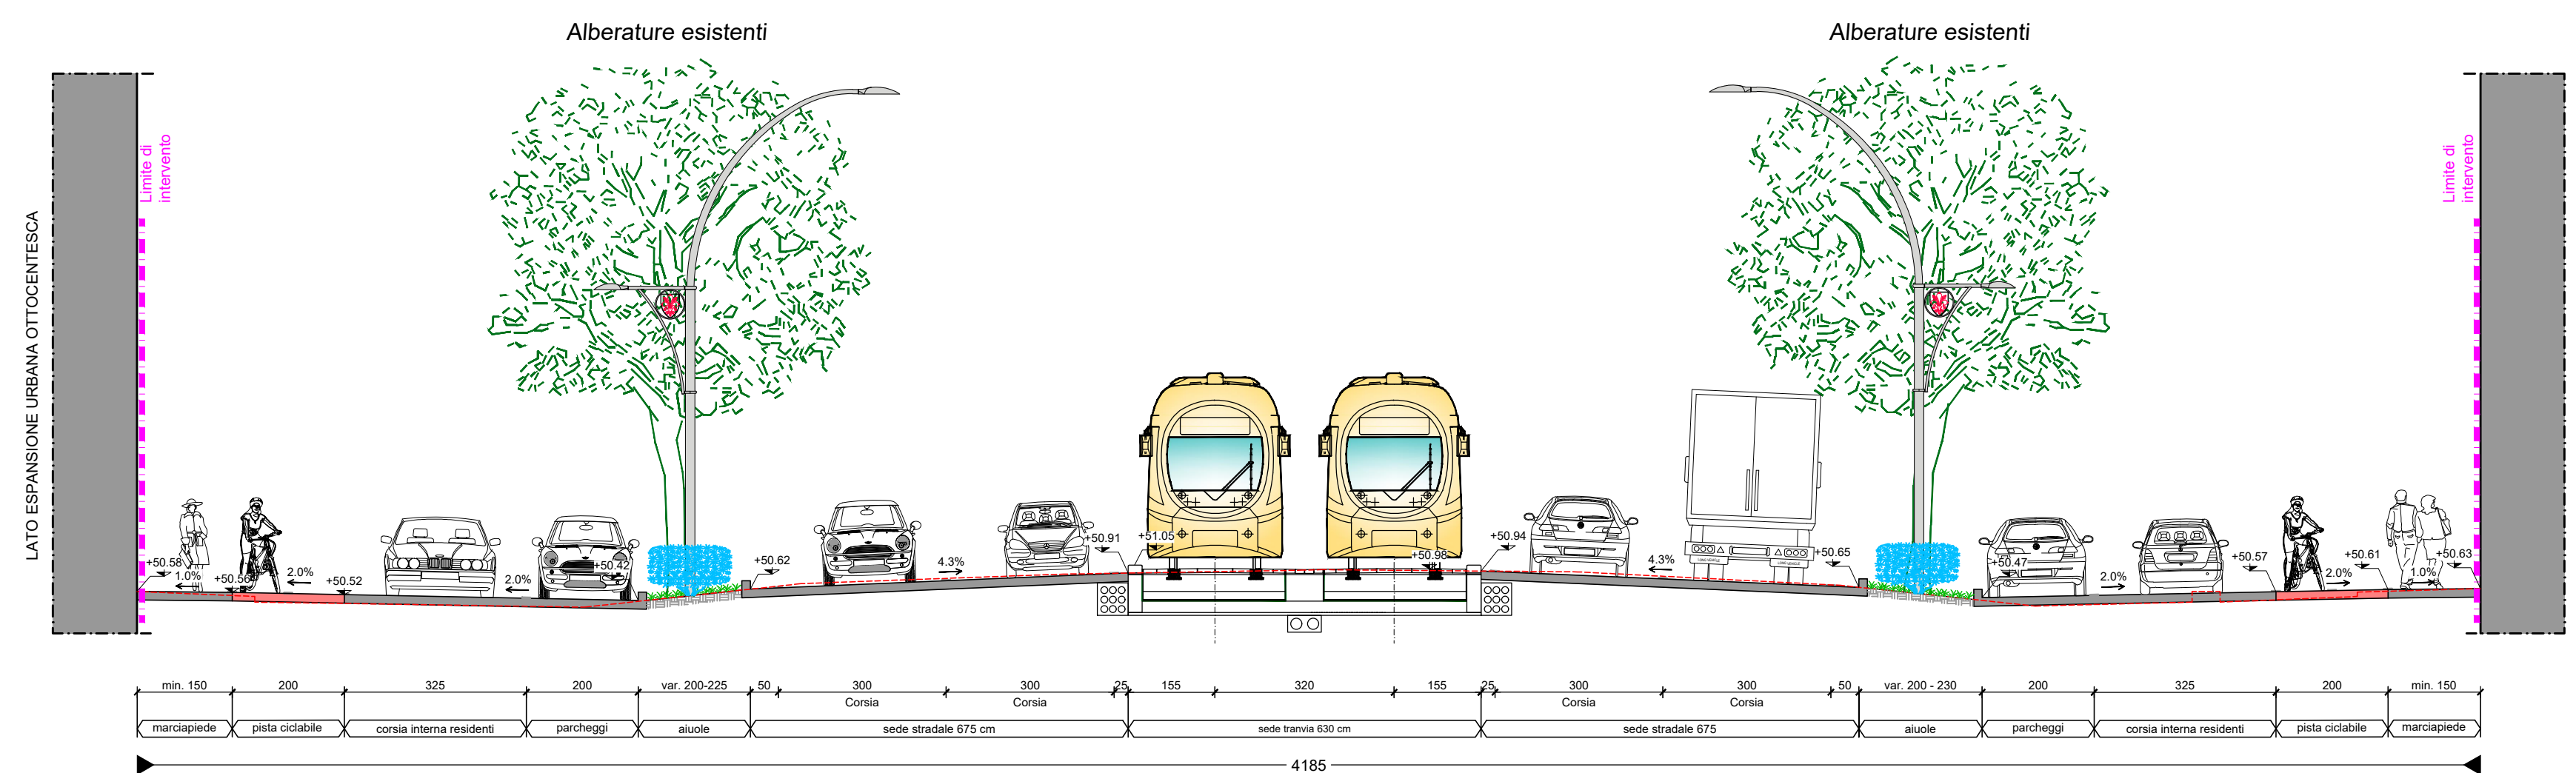 Alberature esistenti
Alberature esistenti
Limite di
intervento
Limite di
intervento
LATO ESPANSIONE URBANA OTTOCENTESCA
+50.58
1.0%
+50.56
2.0%
+50.52
2.0%
+50.42
+50.62
4.3%
+50.91
+51.05
+50.98
+50.94
4.3%
+50.65
+50.47
2.0%
+50.57
2.0%
+50.61
1.0%
+50.63
min. 150
200
325
200
var. 200-225
50
300
300
25
155
320
155
25
300
300
50
var. 200 - 230
200
325
200
min. 150
Corsia
Corsia
Corsia
Corsia
marciapiede
pista ciclabile
corsia interna residenti
parcheggi
aiuole
sede stradale 675 cm
sede tranvia 630 cm
sede stradale 675
aiuole
parcheggi
corsia interna residenti
pista ciclabile
marciapiede
4185